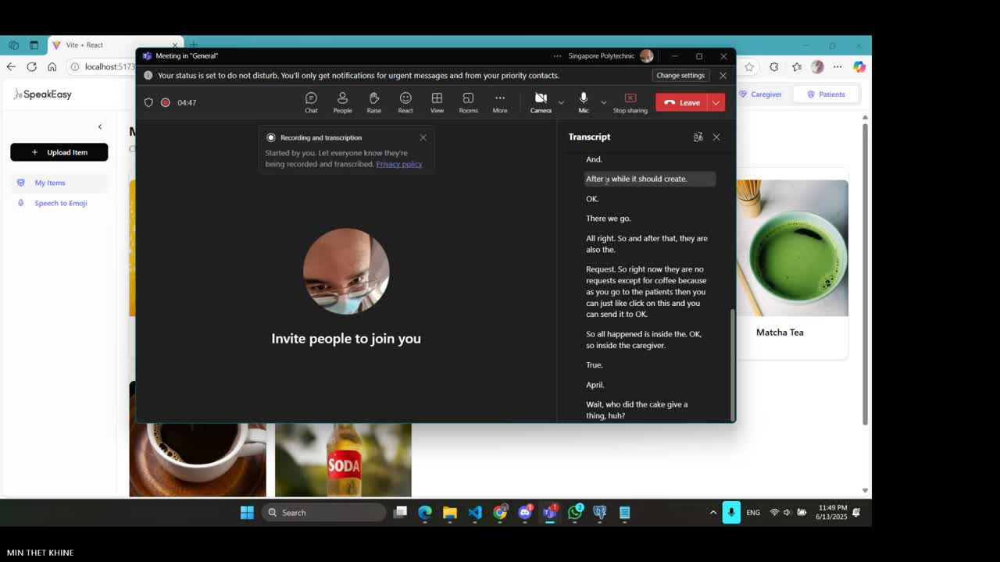 Vite + React
Meeting in "General"
Singapore Polytechnic
localhost:5173
Your status is set to do not disturb. You'll only get notifications for urgent messages and from your priority contacts.
Change settings
SpeakEasy
04:47
Chat
People
Raise
React
View
Rooms
More
Camera
Mic
Stop sharing
Leave
Caregiver
Patients
Upload Item
My Items
Speech to Emoji
Recording and transcription
Started by you. Let everyone know they're
being recorded and transcribed. Privacy policy
Invite people to join you
Transcript
And.
After a while it should create.
OK.
There we go.
All right. So and after that, they are
also the.
Request. So right now they are no
requests except for coffee because
as you go to the patients then you
can just like click on this and you
can send it to OK.
So all happened is inside the. OK,
so inside the caregiver.
True.
April.
Wait, who did the cake give a
thing, huh?
Matcha Tea
SODA
Search
ENG
11:49 PM
6/13/2025
MIN THET KHINE